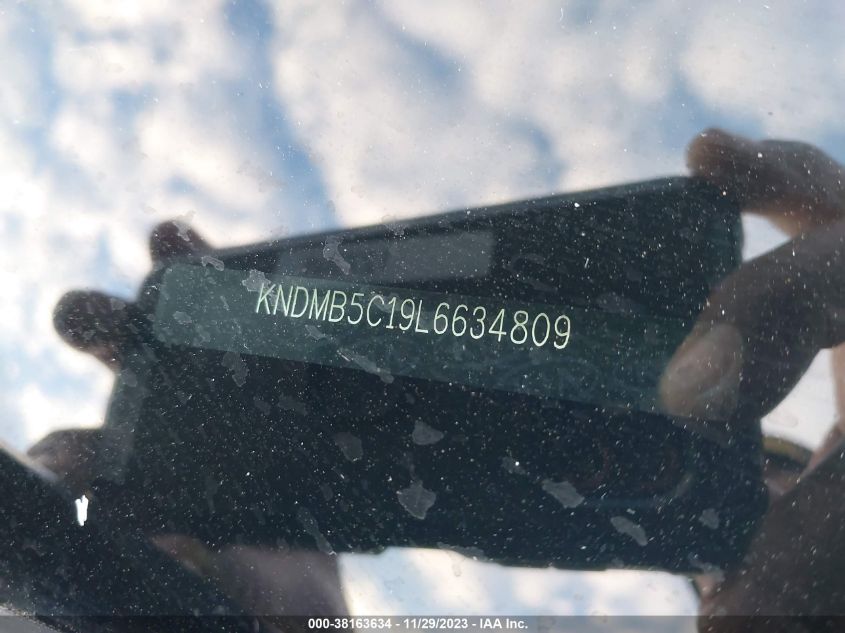 KNDMB5C19L6634809
000-38163634 - 11/29/2023 - IAA Inc.